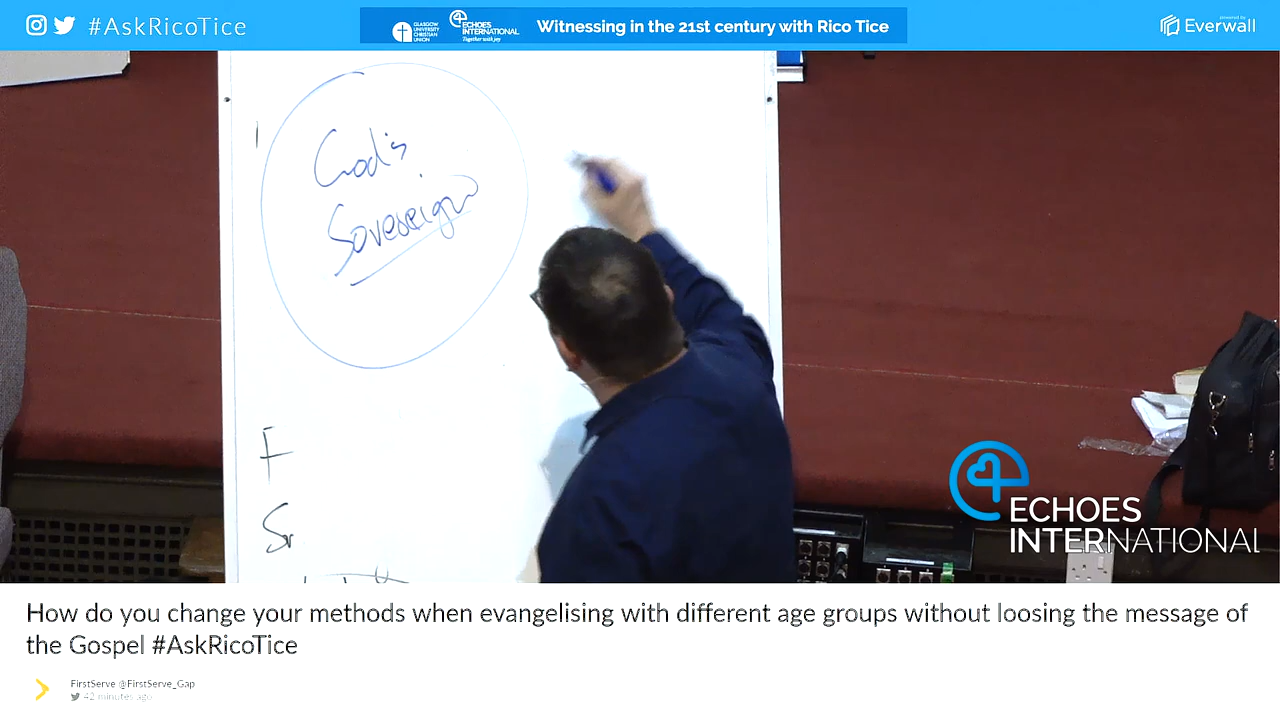 #AskRicoTice
GLASGOW
UNIVERSITY
CHRISTIAN
UNION
ECHOES
INTERNATIONAL
Together with joy
Witnessing in the 21st century with Rico Tice
powered by
Everwall
God's
Sovereign
F
ECHOES
INTERNATIONAL
How do you change your methods when evangelising with different age groups without loosing the message of
the Gospel #AskRicoTice
FirstServe @FirstServe_Gap
42 minutes ago